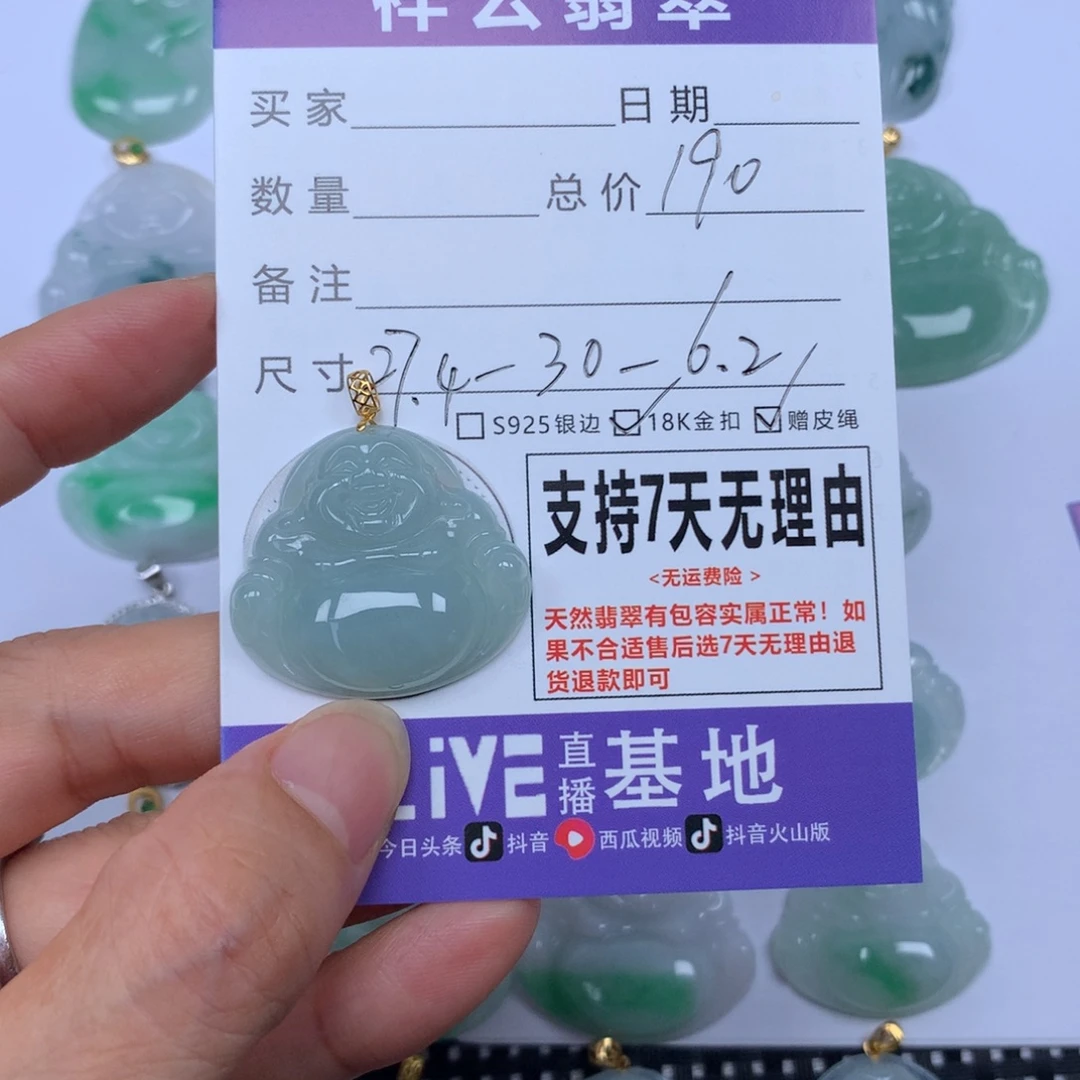 祥云翡翠
买家 日期
数量 总价 190
备注
尺寸 27.4-30-6.2
S925银边 18K金扣 赠皮绳
支持7天无理由
<无运费险>
天然翡翠有包容实属正常！如
果不合适售后选7天无理由退
货退款即可
LiVE 直播 基地
今日头条 抖音 西瓜视频 抖音火山版